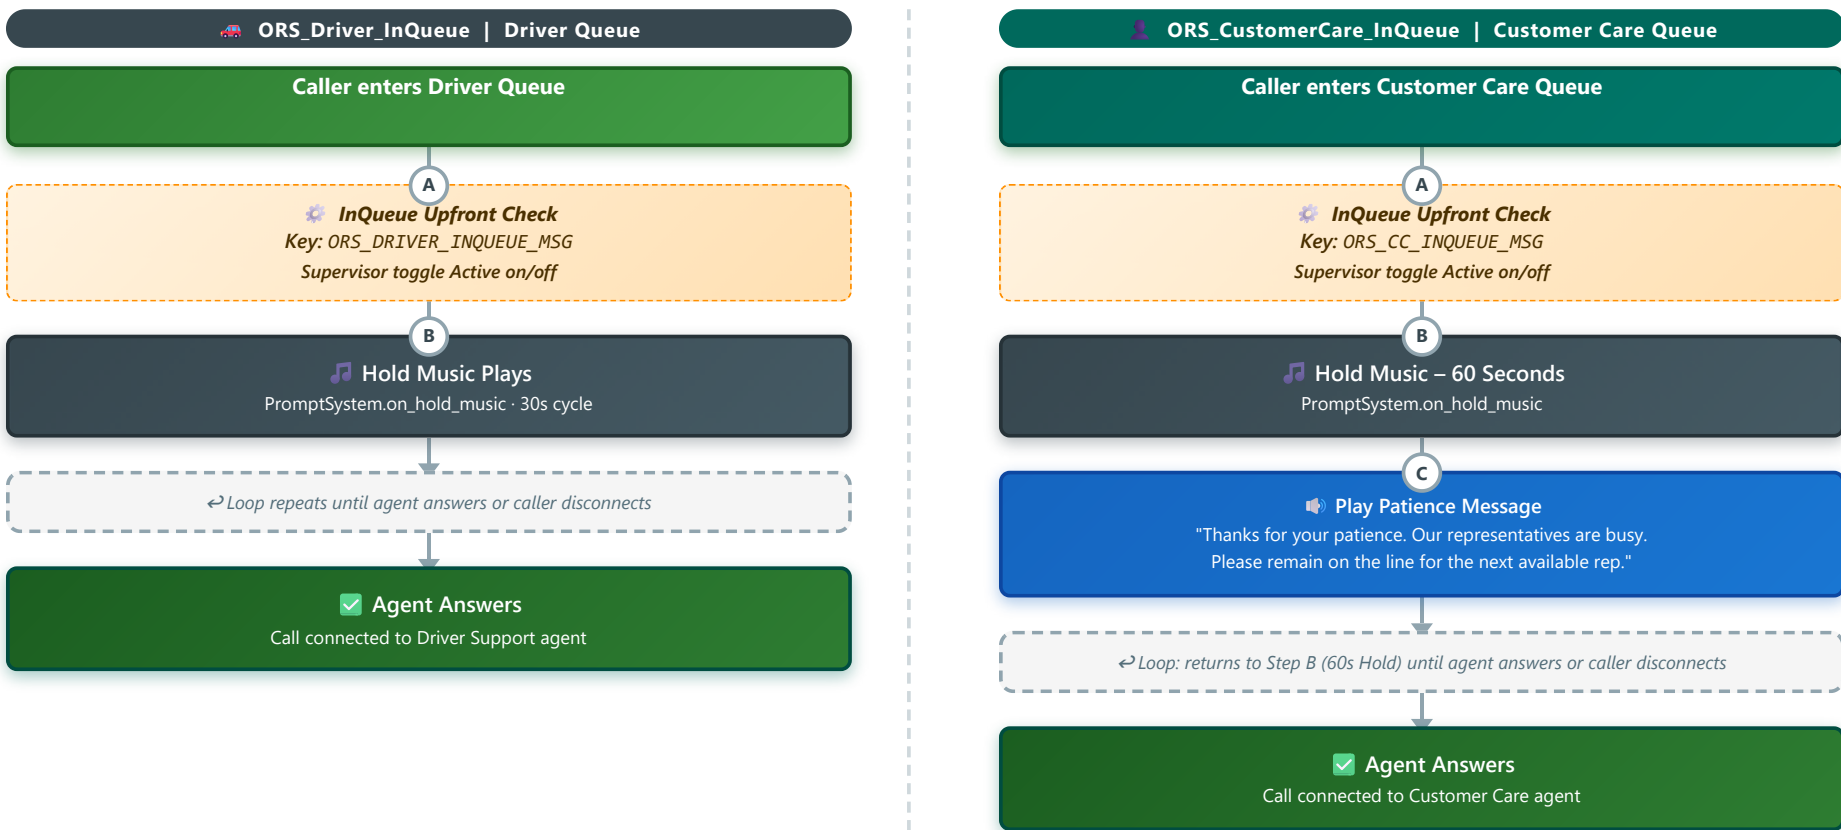 ORS_Driver_InQueue | Driver Queue
Caller enters Driver Queue
A
InQueue Upfront Check
Key: ORS_DRIVER_INQUEUE_MSG
Supervisor toggle Active on/off
B
Hold Music Plays
PromptSystem.on_hold_music · 30s cycle
↩ Loop repeats until agent answers or caller disconnects
Agent Answers
Call connected to Driver Support agent
ORS_CustomerCare_InQueue | Customer Care Queue
Caller enters Customer Care Queue
A
InQueue Upfront Check
Key: ORS_CC_INQUEUE_MSG
Supervisor toggle Active on/off
B
Hold Music – 60 Seconds
PromptSystem.on_hold_music
C
Play Patience Message
"Thanks for your patience. Our representatives are busy.
Please remain on the line for the next available rep."
↩ Loop: returns to Step B (60s Hold) until agent answers or caller disconnects
Agent Answers
Call connected to Customer Care agent